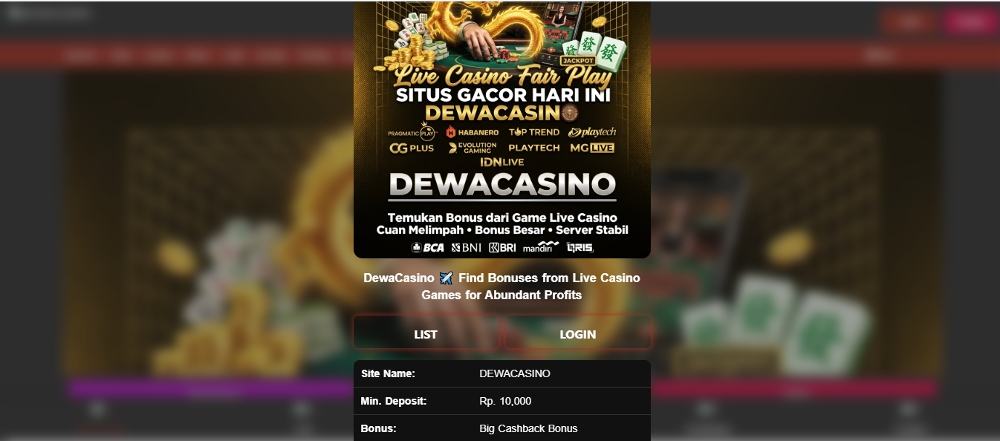 JACKPOT
Live Casino Fair Play
SITUS GACOR HARI INI
DEWACASINO
PRAGMATIC PLAY HABANERO TOP TREND playtech
CG PLUS EVOLUTION GAMING PLAYTECH MG LIVE
IDNLIVE
DEWACASINO
Temukan Bonus dari Game Live Casino
Cuan Melimpah • Bonus Besar • Server Stabil
BCA BNI BRI mandiri QRIS
DewaCasino ✈️ Find Bonuses from Live Casino
Games for Abundant Profits
LIST LOGIN
Site Name: DEWACASINO
Min. Deposit: Rp. 10,000
Bonus: Big Cashback Bonus